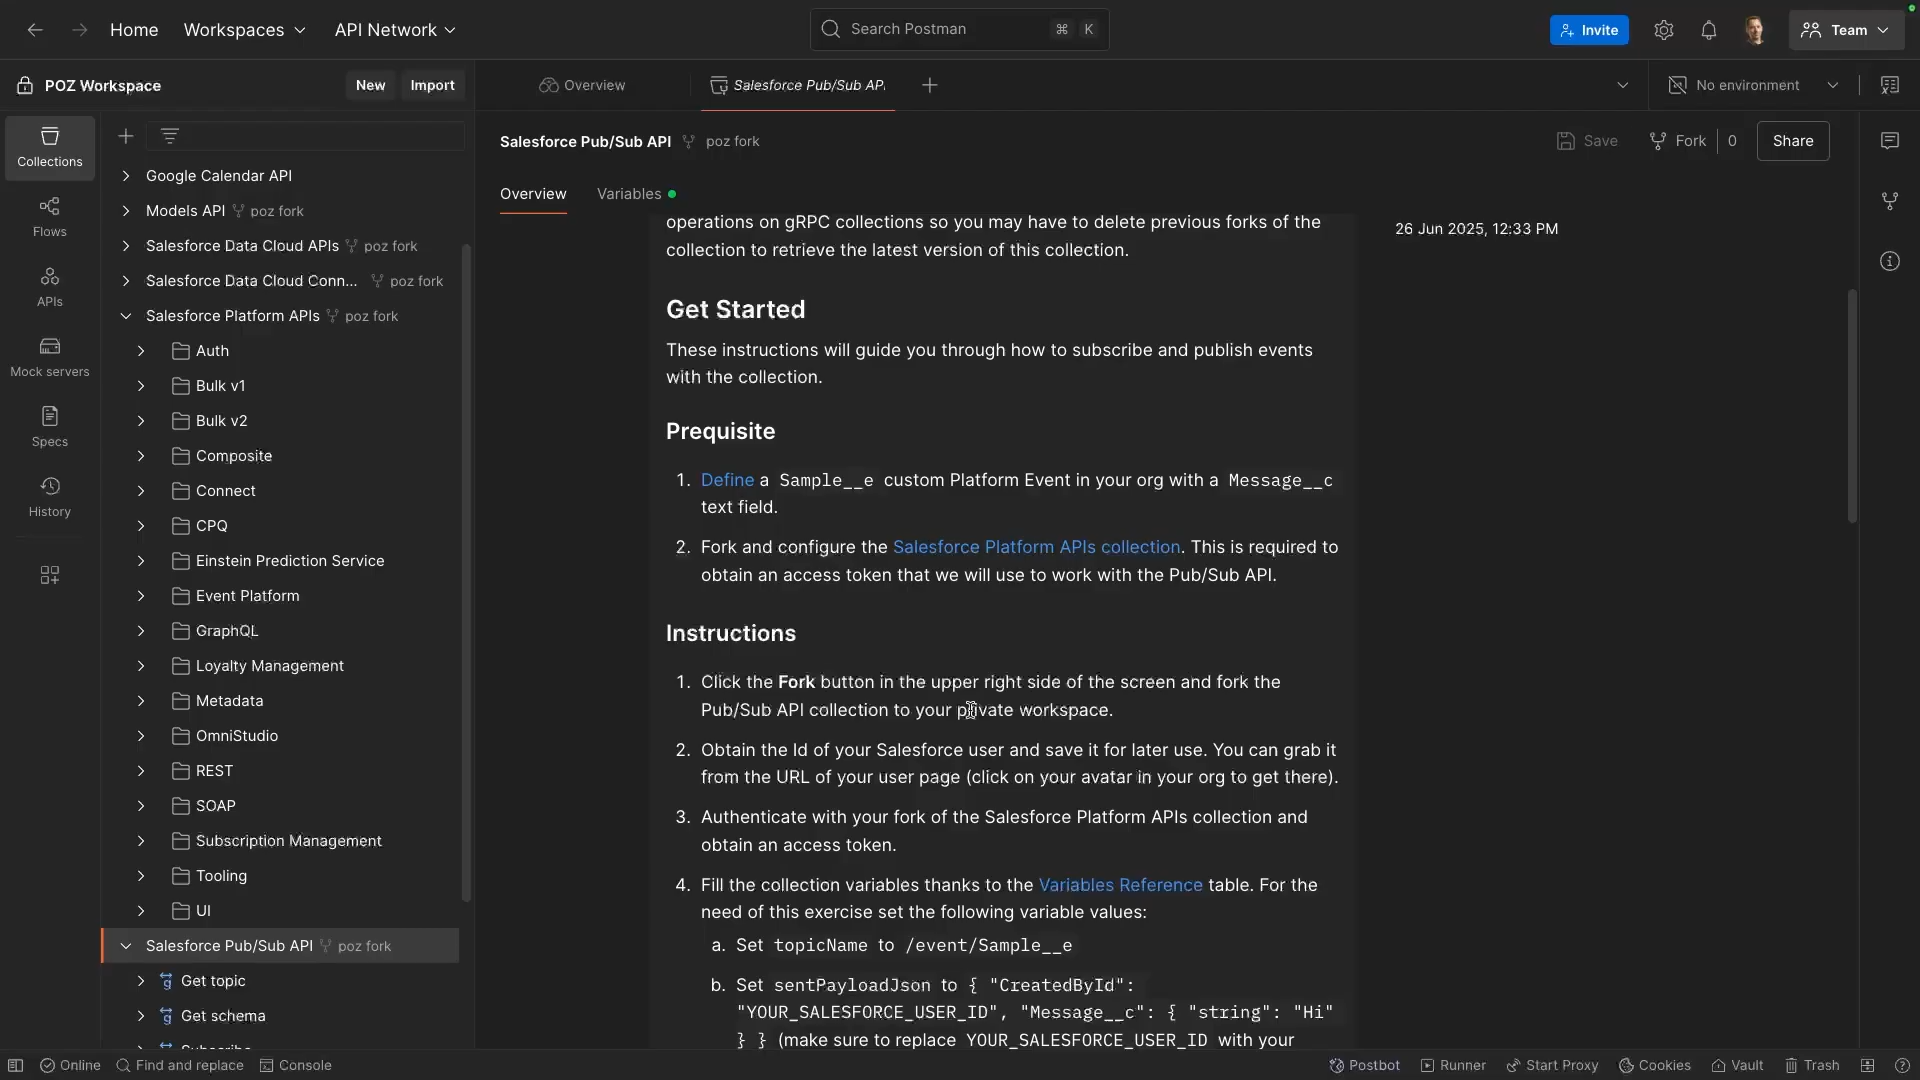 Home
Workspaces
API Network
Search Postman
⌘ K
Invite
Team
POZ Workspace
New
Import
Overview
Salesforce Pub/Sub AP
No environment
Collections
Flows
APIs
Mock servers
Specs
History
Google Calendar API
Models API poz fork
Salesforce Data Cloud APIs poz fork
Salesforce Data Cloud Conn... poz fork
Salesforce Platform APIs poz fork
Auth
Bulk v1
Bulk v2
Composite
Connect
CPQ
Einstein Prediction Service
Event Platform
GraphQL
Loyalty Management
Metadata
OmniStudio
REST
SOAP
Subscription Management
Tooling
UI
Salesforce Pub/Sub API poz fork
Get topic
Get schema
Salesforce Pub/Sub API poz fork
Save
Fork 0
Share
Overview
Variables
operations on gRPC collections so you may have to delete previous forks of the
collection to retrieve the latest version of this collection.
26 Jun 2025, 12:33 PM
Get Started
These instructions will guide you through how to subscribe and publish events
with the collection.
Prequisite
1. Define a Sample__e custom Platform Event in your org with a Message__c
text field.
2. Fork and configure the Salesforce Platform APIs collection. This is required to
obtain an access token that we will use to work with the Pub/Sub API.
Instructions
1. Click the Fork button in the upper right side of the screen and fork the
Pub/Sub API collection to your private workspace.
2. Obtain the Id of your Salesforce user and save it for later use. You can grab it
from the URL of your user page (click on your avatar in your org to get there).
3. Authenticate with your fork of the Salesforce Platform APIs collection and
obtain an access token.
4. Fill the collection variables thanks to the Variables Reference table. For the
need of this exercise set the following variable values:
a. Set topicName to /event/Sample__e
b. Set sentPayloadJson to { "CreatedById":
"YOUR_SALESFORCE_USER_ID", "Message__c": { "string": "Hi"
} } (make sure to replace YOUR_SALESFORCE_USER_ID with your
Online
Find and replace
Console
Postbot
Runner
Start Proxy
Cookies
Vault
Trash